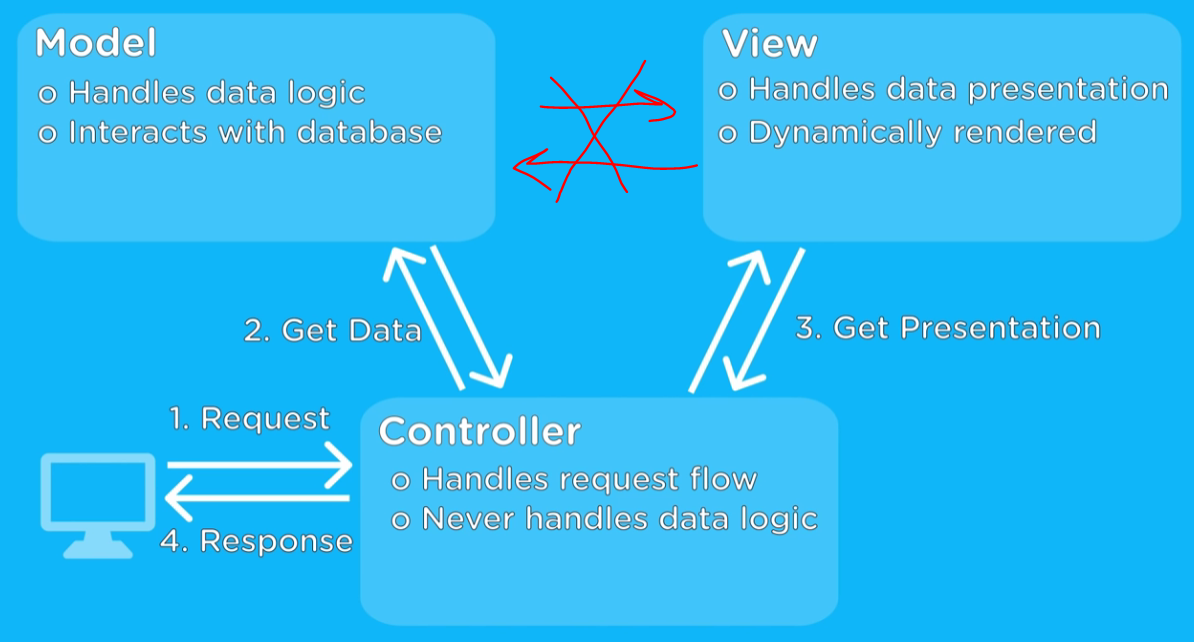 Model
o Handles data logic
o Interacts with database
View
o Handles data presentation
o Dynamically rendered
2. Get Data
3. Get Presentation
1. Request
Controller
o Handles request flow
o Never handles data logic
4. Response